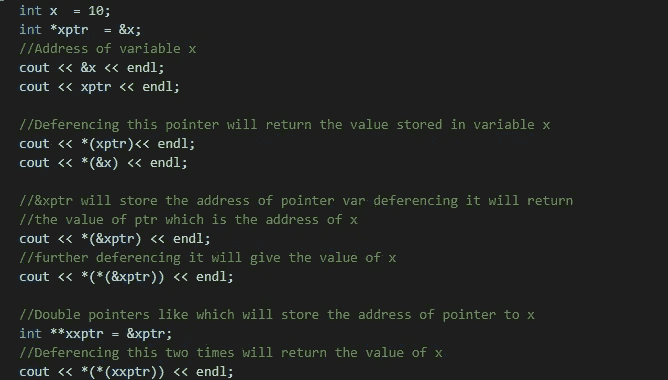 int x  = 10;
int *xptr  = &x;
//Address of variable x
cout << &x << endl;
cout << xptr << endl;

//Deferencing this pointer will return the value stored in variable x
cout << *(xptr)<< endl;
cout << *(&x) << endl;

//&xptr will store the address of pointer var deferencing it will return
//the value of ptr which is the address of x
cout << *(&xptr) << endl;
//further deferencing it will give the value of x
cout << *(*(&xptr)) << endl;

//Double pointers like which will store the address of pointer to x
int **xxptr = &xptr;
//Deferencing this two times will return the value of x
cout << *(*(xxptr)) << endl;